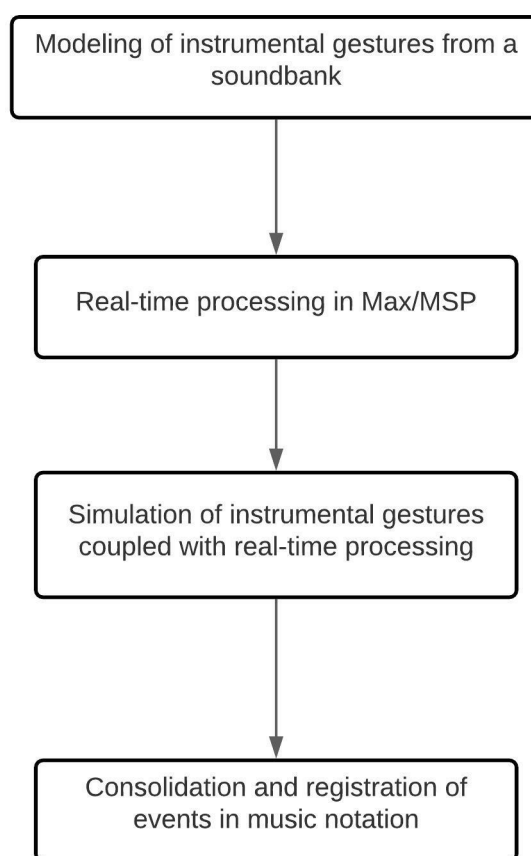 Modeling of instrumental gestures from a
soundbank
Real-time processing in Max/MSP
Simulation of instrumental gestures
coupled with real-time processing
Consolidation and registration of
events in music notation